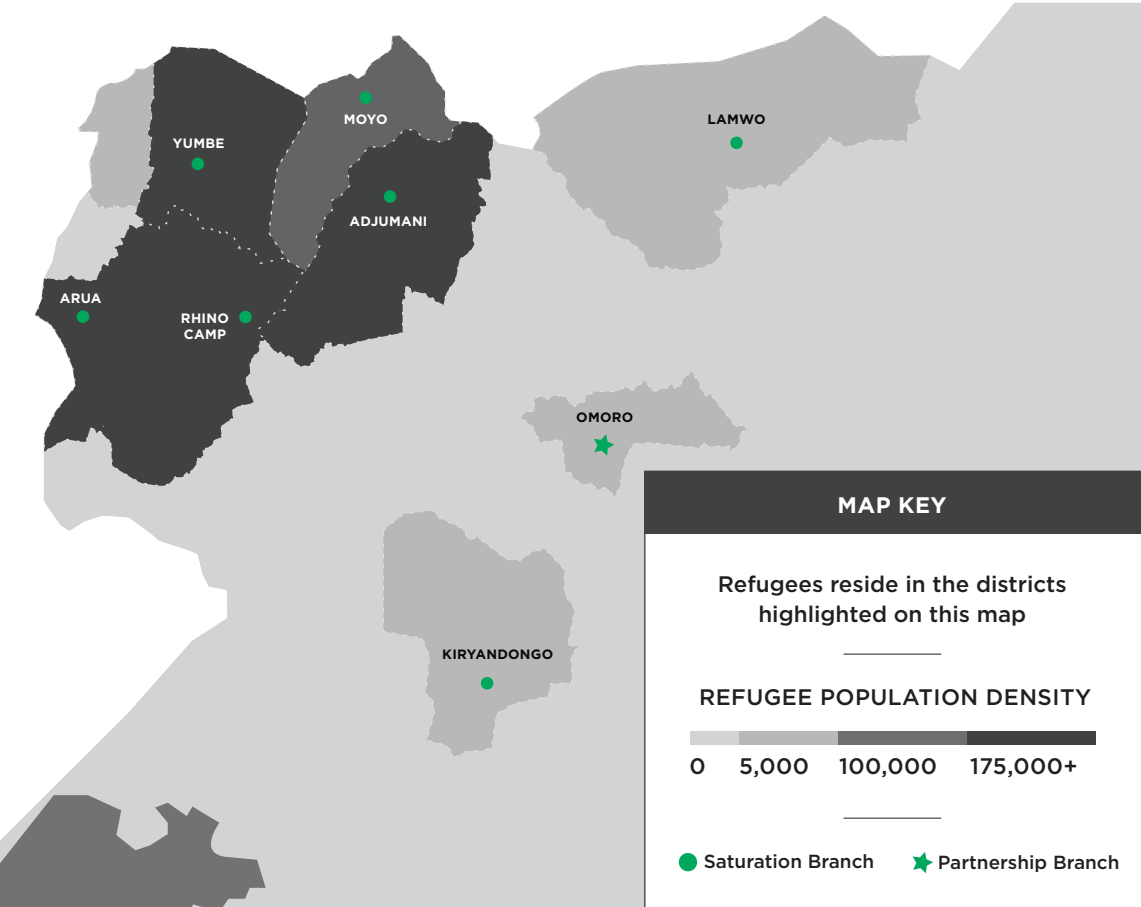 LAMWO
MOYO
YUMBE
ADJUMANI
ARUA
RHINO
CAMP
OMORO
KIRYANDONGO
MAP KEY
Refugees reside in the districts
highlighted on this map
REFUGEE POPULATION DENSITY
0 5,000 100,000 175,000+
Saturation Branch Partnership Branch